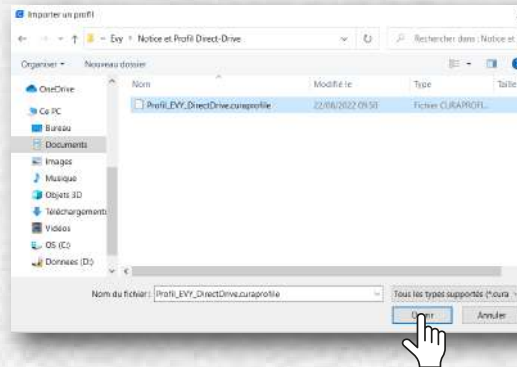 Importer un profil
Evy > Notice et Profil Direct-Drive
Rechercher dans : Notice et
Organiser
Nouveau dossier
Nom
Modifié le
Type
Taille
OneDrive
Profil_EVY_DirectDrive.curaprofile
22/08/2022 09:50
Fichier CURAPROFI...
Ce PC
Bureau
Documents
Images
Musique
Objets 3D
Téléchargements
Vidéos
OS (C:)
Donnees (D:)
Nom du fichier : Profil_EVY_DirectDrive.curaprofile
Tous les types supportés (*.cura
Annuler